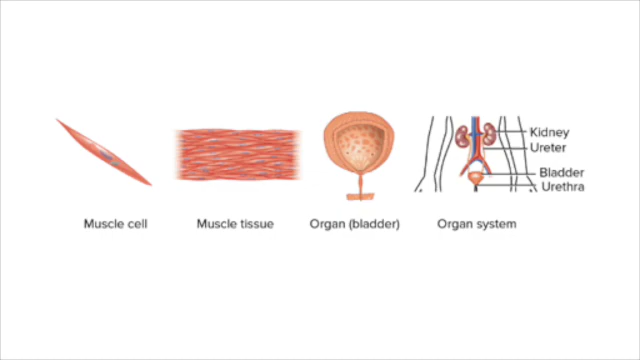 Kidney
Ureter
Bladder
Urethra
Muscle cell
Muscle tissue
Organ (bladder)
Organ system